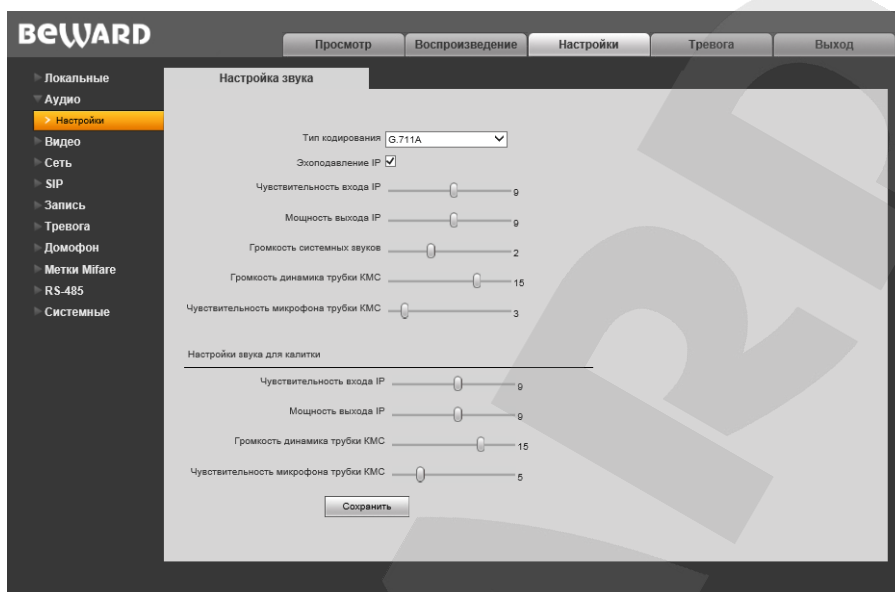 BEWARD
Просмотр Воспроизведение Настройки Тревога Выход
Локальные
Аудио
Настройки
Видео
Сеть
SIP
Запись
Тревога
Домофон
Метки Mifare
RS-485
Системные
Настройка звука
Тип кодирования G.711A
Эхоподавление IP
Чувствительность входа IP 9
Мощность выхода IP 9
Громкость системных звуков 2
Громкость динамика трубки КМС 15
Чувствительность микрофона трубки КМС 3
Настройки звука для калитки
Чувствительность входа IP 9
Мощность выхода IP 9
Громкость динамика трубки КМС 15
Чувствительность микрофона трубки КМС 5
Сохранить